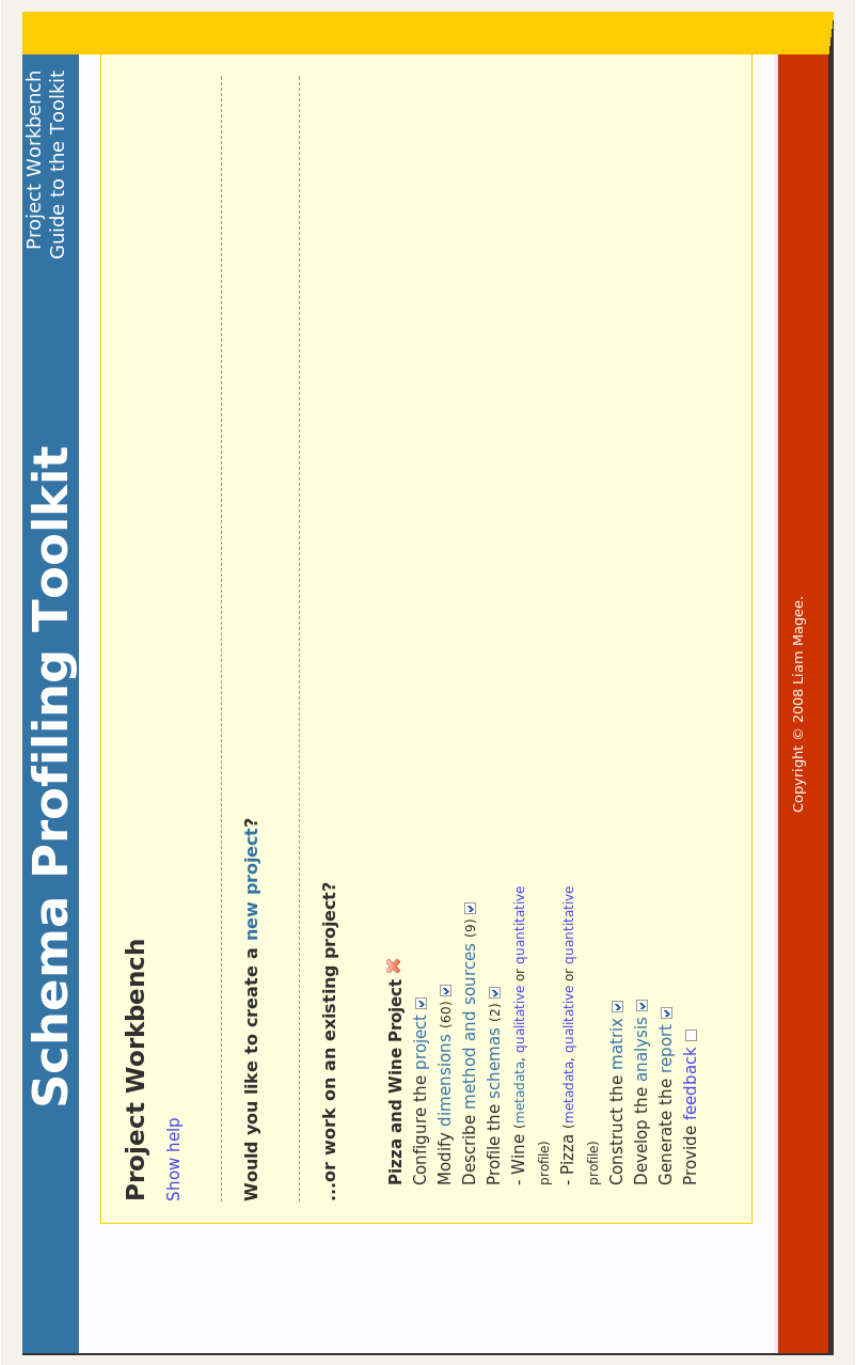 Schema Profiling Toolkit
Project Workbench
Guide to the Toolkit
Project Workbench
Show help
Would you like to create a new project?
...or work on an existing project?
Pizza and Wine Project
Configure the project
Modify dimensions (60)
Describe method and sources (9)
Profile the schemas (2)
- Wine (metadata, qualitative or quantitative
profile)
- Pizza (metadata, qualitative or quantitative
profile)
Construct the matrix
Develop the analysis
Generate the report
Provide feedback
Copyright © 2008 Liam Magee.